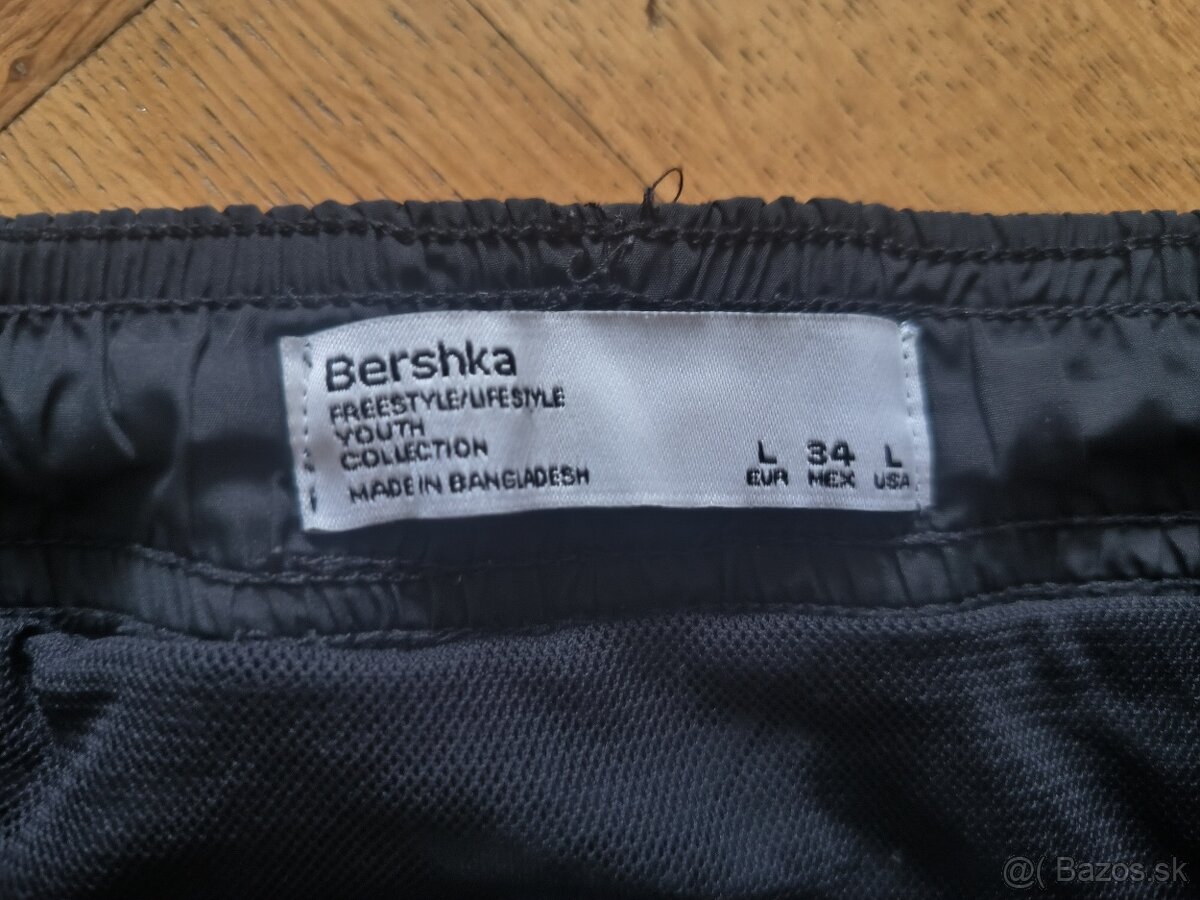 Bershka
FREESTYLE/LIFESTYLE
YOUTH
COLLECTION
MADE IN BANGLADESH
L 34 L
EUR MEX USA
@( Bazos.sk